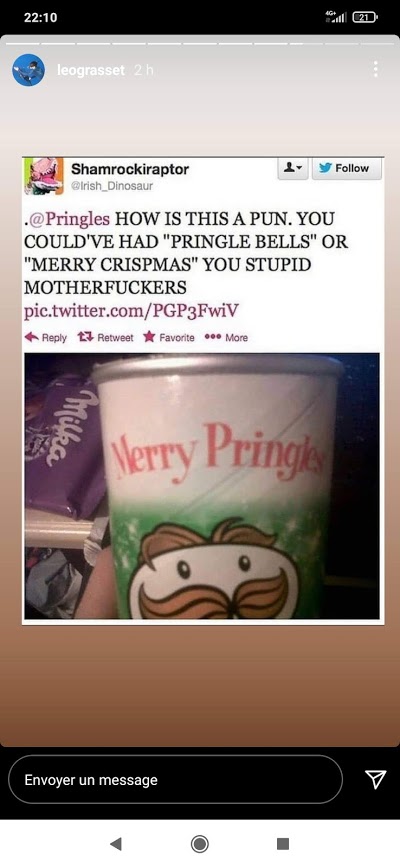 22:10
4G+
21
leograsset 2 h
Shamrockiraptor
@Irish_Dinosaur
Follow
.@Pringles HOW IS THIS A PUN. YOU
COULD'VE HAD "PRINGLE BELLS" OR
"MERRY CRISPMAS" YOU STUPID
MOTHERFUCKERS
pic.twitter.com/PGP3FwiV
Reply Retweet Favorite More
Milka
Merry Pringles
Envoyer un message